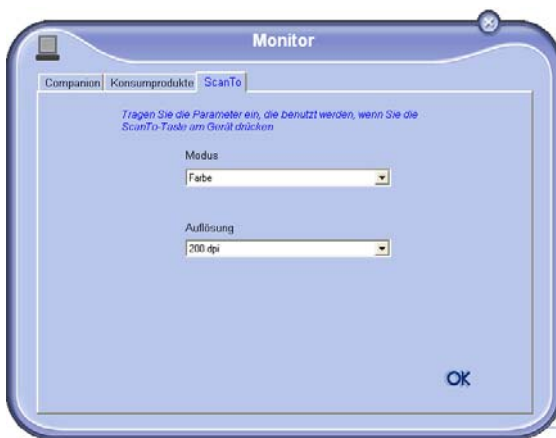 Monitor
Companion Konsumprodukte ScanTo
Tragen Sie die Parameter ein, die benutzt werden, wenn Sie die
ScanTo-Taste am Gerät drücken
Modus
Farbe
Auflösung
200 dpi
OK